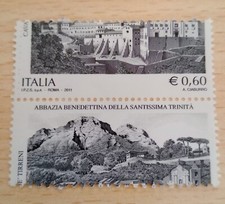 ITALIA
€ 0,60
I.P.Z.S. S.p.A. - ROMA - 2011
ABBAZIA BENEDETTINA DELLA SANTISSIMA TRINITÀ
TIRRENI